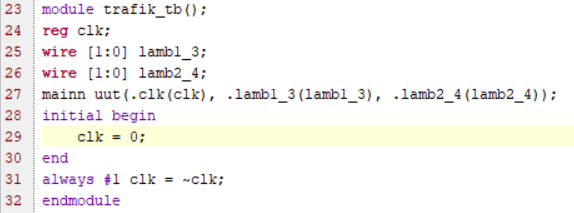 23 module trafik_tb();
24 reg clk;
25 wire [1:0] lamb1_3;
26 wire [1:0] lamb2_4;
27 mainn uut(.clk(clk), .lamb1_3(lamb1_3), .lamb2_4(lamb2_4));
28 initial begin
29     clk = 0;
30 end
31 always #1 clk = ~clk;
32 endmodule